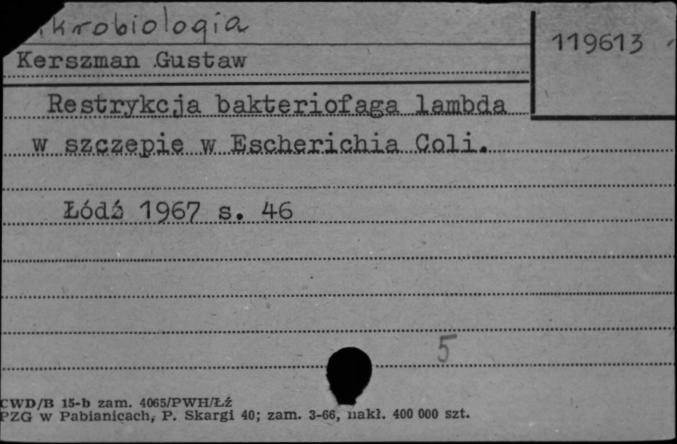 ikrobiologia
119613
Kerszman Gustaw
Restrykcja bakteriofaga lambda
w szczepie w Escherichia Coli.
Łódź 1967 s. 46
5
CWD/B 15-b zam. 4065/PWH/Łź
PZG w Pabianicach, P. Skargi 40; zam. 3-66, nakł. 400 000 szt.